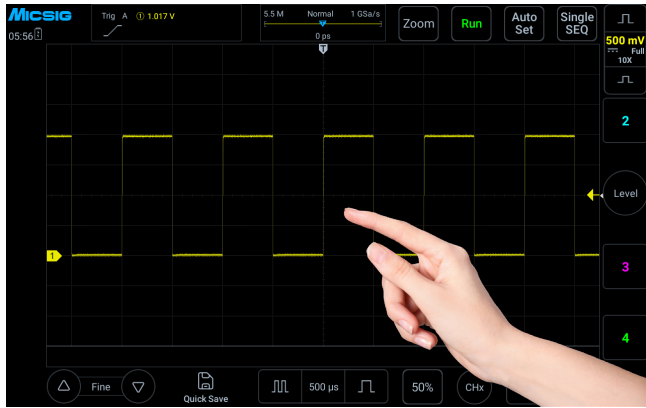 MICSIG
05:56
Trig A ① 1.017 V
5.5 M Normal 1 GSa/s
0 ps
T
Zoom
Run
Auto
Set
Single
SEQ
500 mV
Full
10X
2
Level
1
3
4
Fine
Quick Save
500 µs
50%
CHx